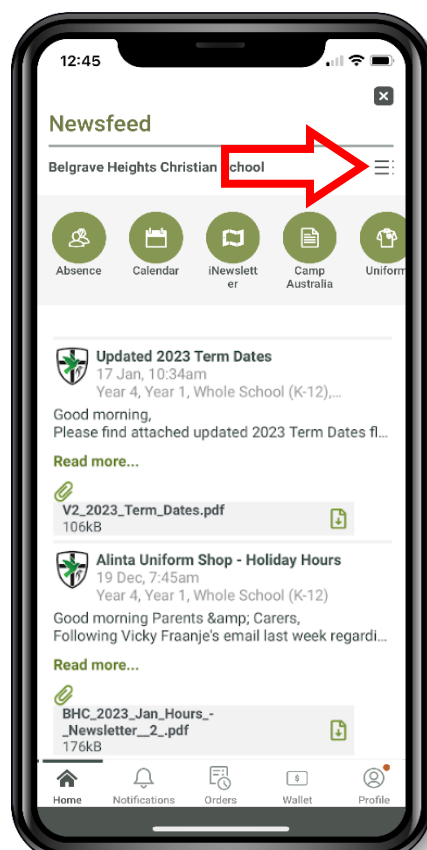 12:45
Newsfeed
Belgrave Heights Christian School
Absence
Calendar
iNewslett
er
Camp
Australia
Uniform
Updated 2023 Term Dates
17 Jan, 10:34am
Year 4, Year 1, Whole School (K-12),...
Good morning,
Please find attached updated 2023 Term Dates fl...
Read more...
V2_2023_Term_Dates.pdf
106kB
Alinta Uniform Shop - Holiday Hours
19 Dec, 7:45am
Year 4, Year 1, Whole School (K-12)
Good morning Parents &amp; Carers,
Following Vicky Fraanje's email last week regardi...
Read more...
BHC_2023_Jan_Hours_-
_Newsletter__2_.pdf
176kB
Home
Notifications
Orders
$
Wallet
Profile